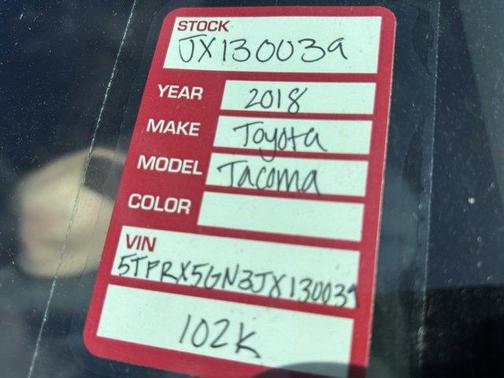 STOCK
JX130039
YEAR 2018
MAKE Toyota
MODEL Tacoma
COLOR
VIN
5TFRX5GN3JX130039
102K